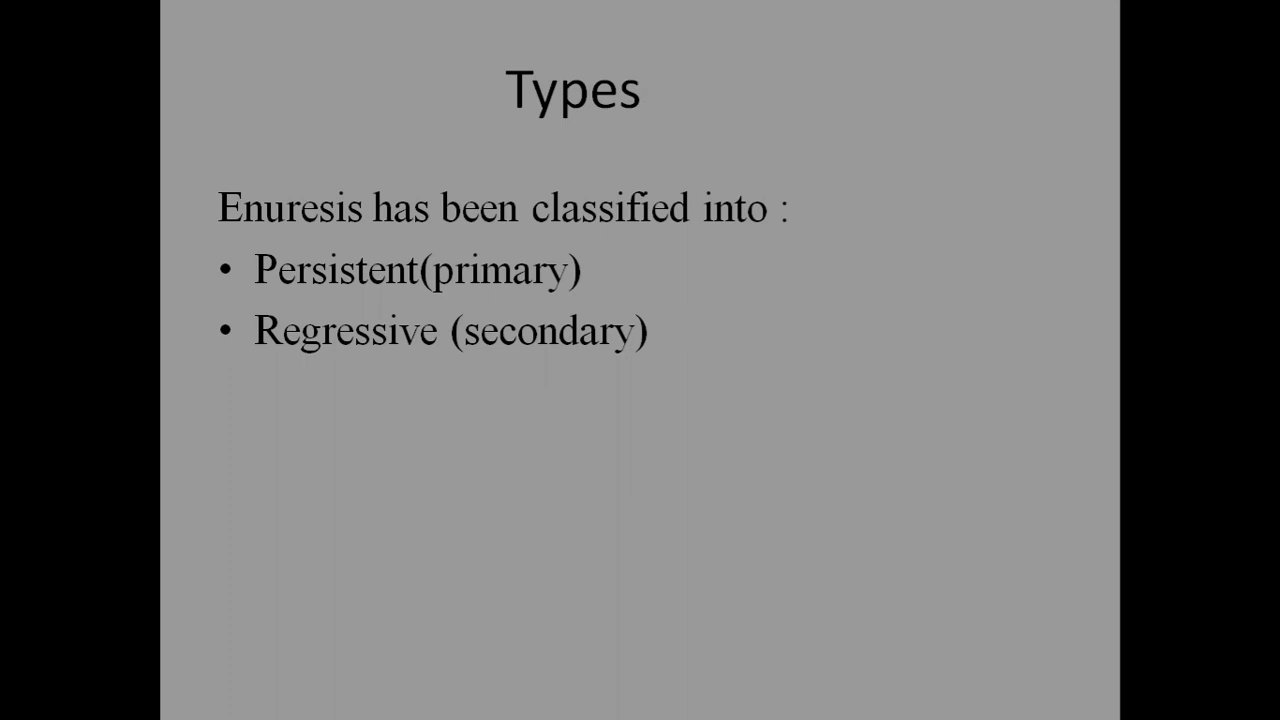 Types
Enuresis has been classified into :
• Persistent(primary)
• Regressive (secondary)